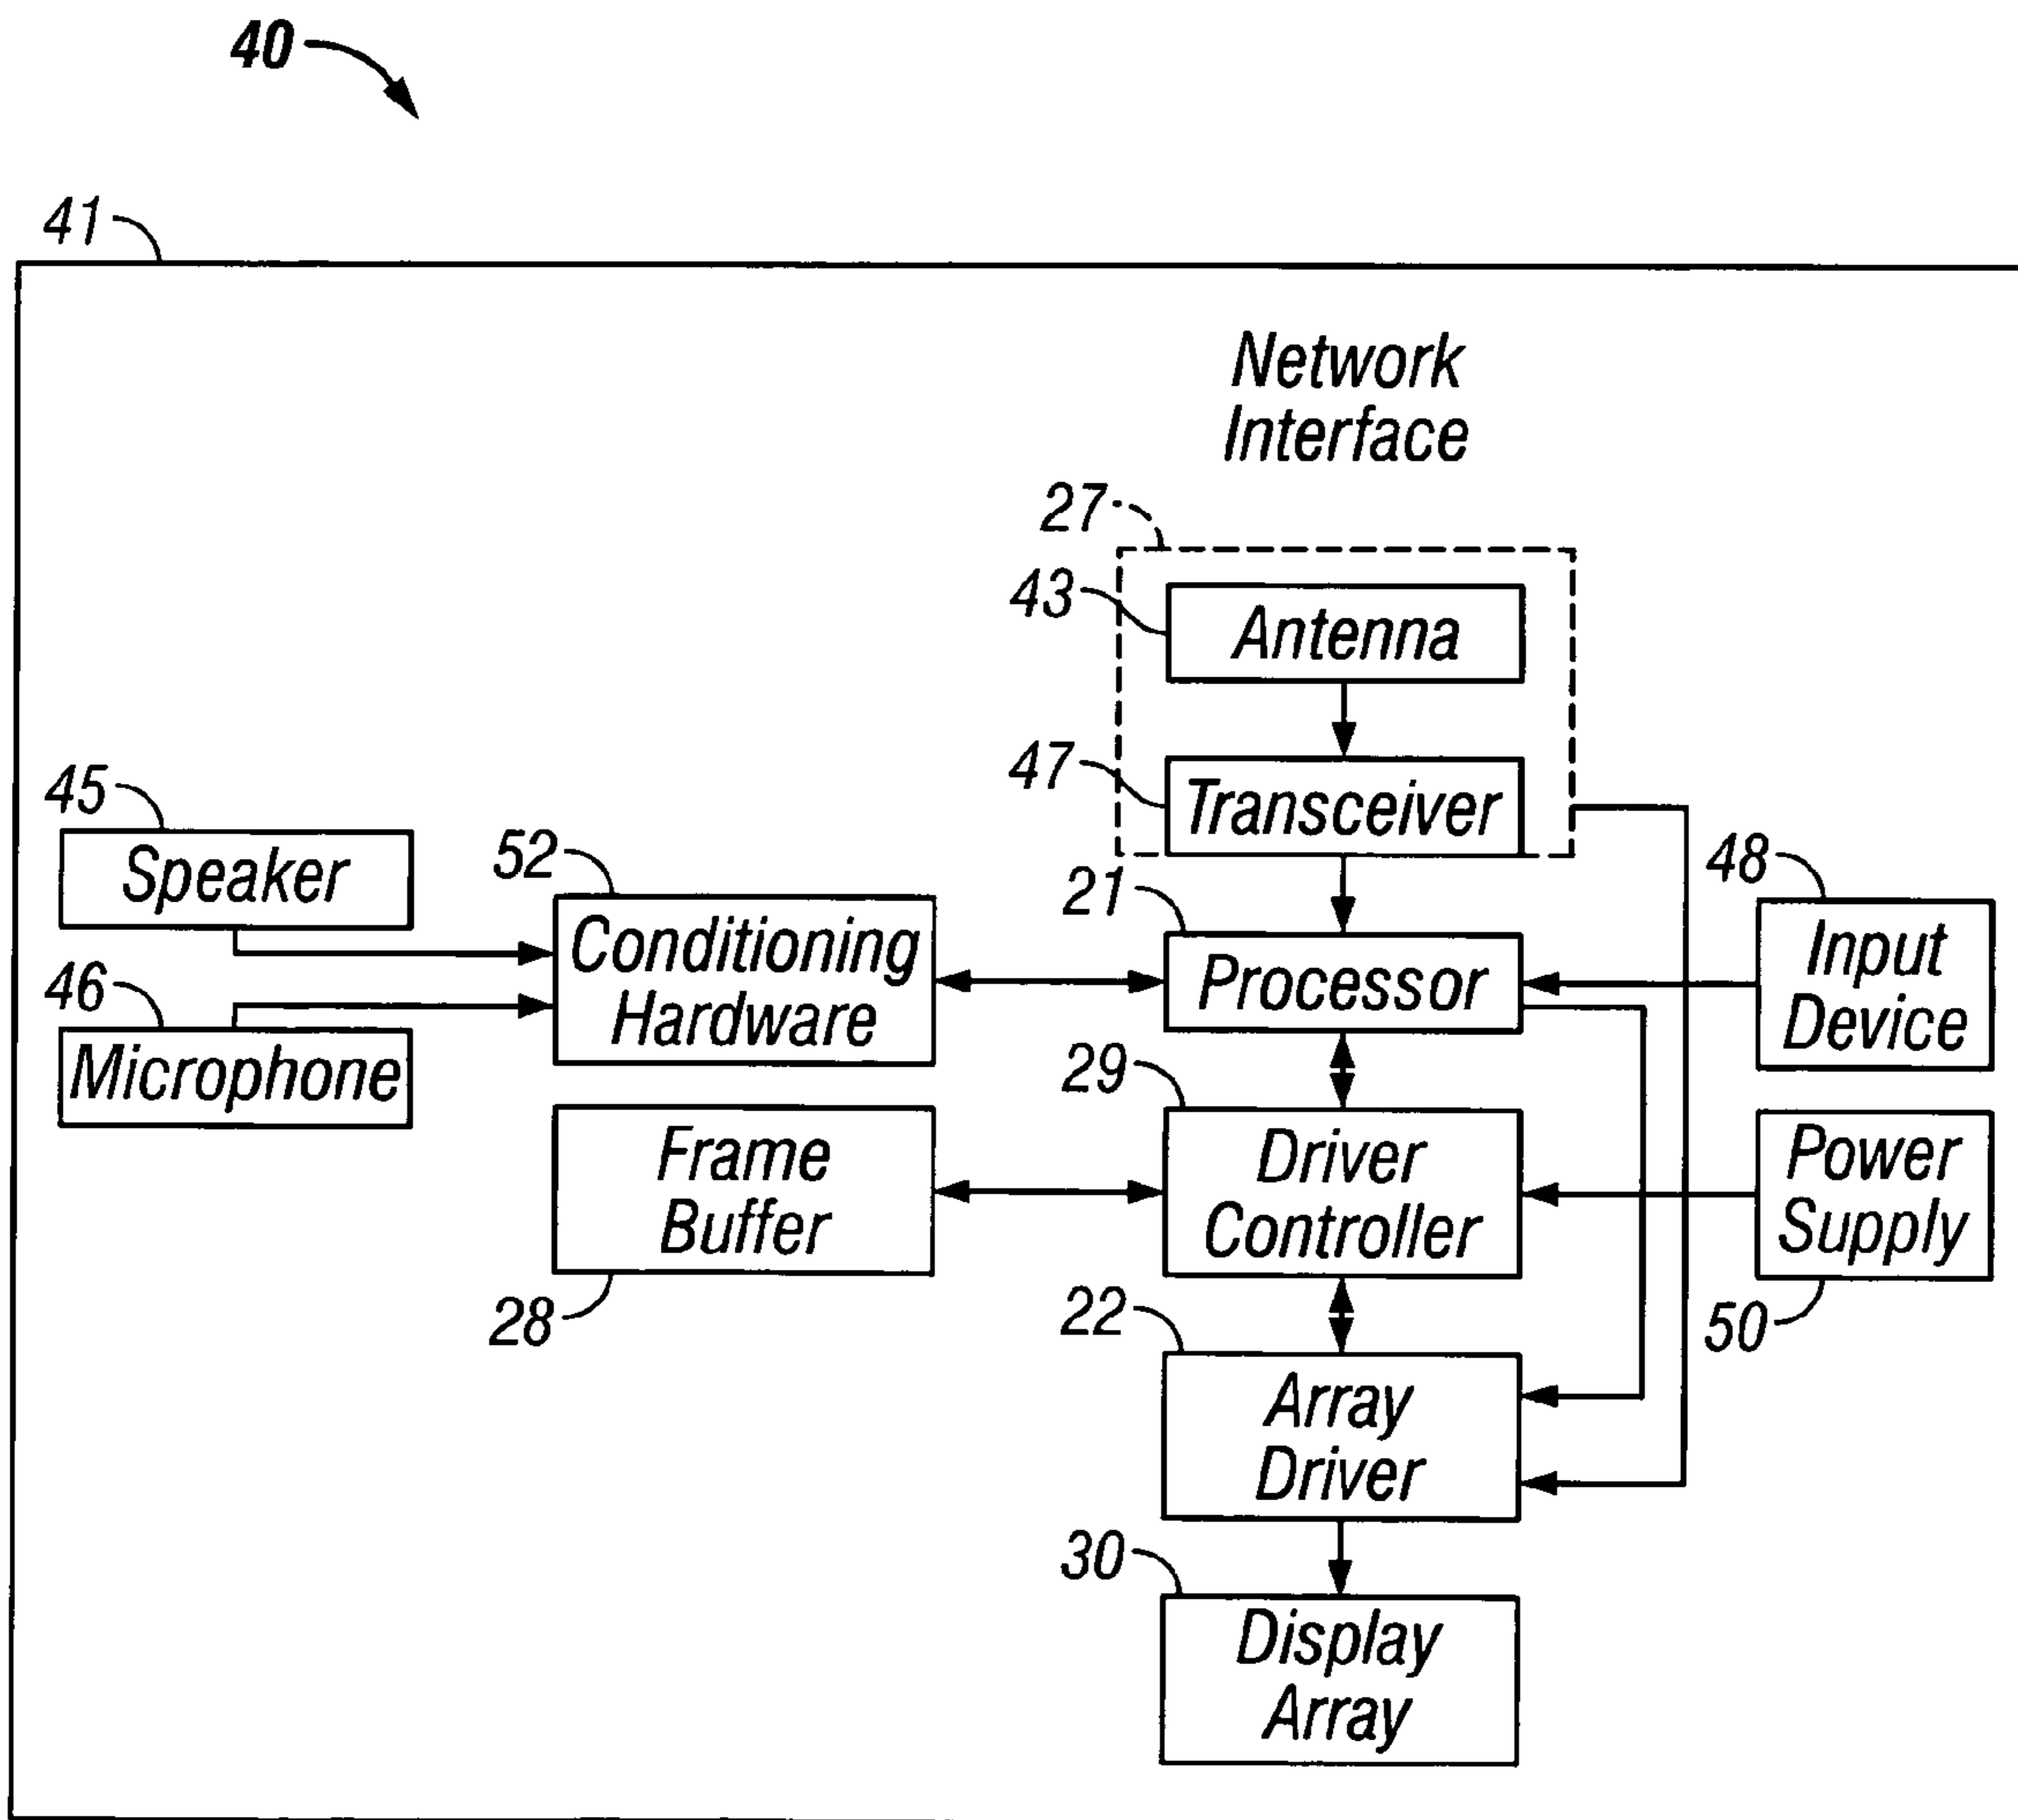 40
41
Network
Interface
27
43
Antenna
47
Transceiver
45
Speaker
52
Conditioning
Hardware
21
Processor
48
Input
Device
46
Microphone
29
Driver
Controller
Frame
Buffer
28
Power
Supply
50
22
Array
Driver
30
Display
Array